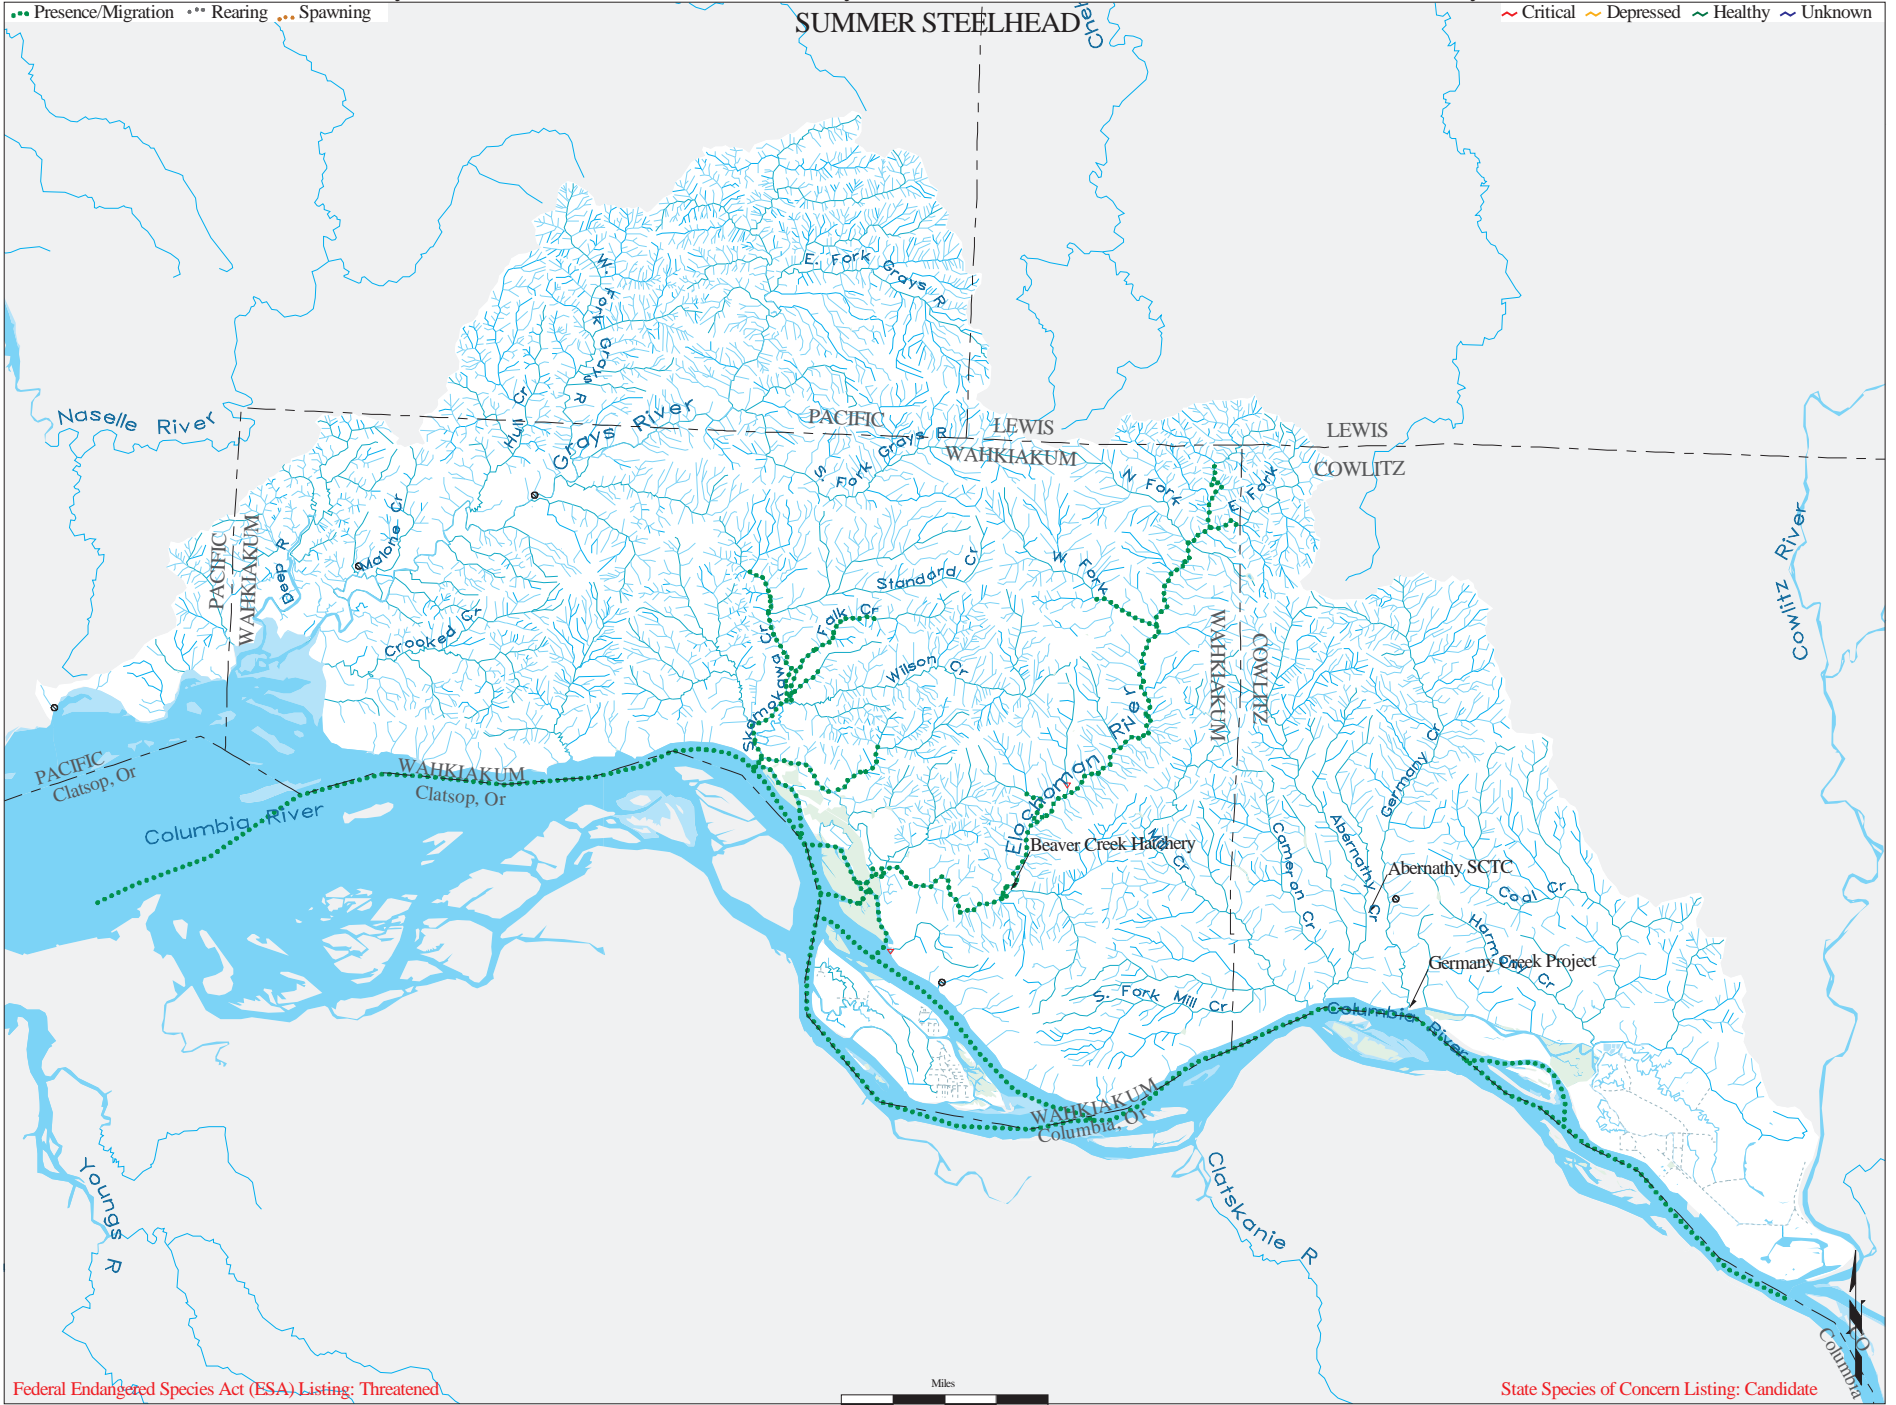 Presence/Migration Rearing Spawning
SUMMER STEELHEAD
Critical Depressed Healthy Unknown
W. Fork Grays R
E. Fork Grays R
Hull Cr
Naselle River
Grays River
PACIFIC
LEWIS
WAHKIAKUM
LEWIS
COWLITZ
S. Fork Grays R
N Fork
E Fork
W Fork
PACIFIC
WAHKIAKUM
Deep R
Malone Cr
Crooked Cr
Standard Cr
Falk Cr
Wilson Cr
Skamokawa Cr
Elochoman River
WAHKIAKUM
COWLITZ
Cowlitz River
PACIFIC
Clatsop, Or
WAHKIAKUM
Clatsop, Or
Columbia River
Beaver Creek Hatchery
Cameron Cr
Abernathy Cr
Germany Cr
Abernathy SCTC
Coal Cr
Germany Creek Project
S. Fork Mill Cr
Columbia River
WAHKIAKUM
Columbia, Or
Clatskanie R
Youngs R
Columbia
Federal Endangered Species Act (ESA) Listing: Threatened
Miles
State Species of Concern Listing: Candidate